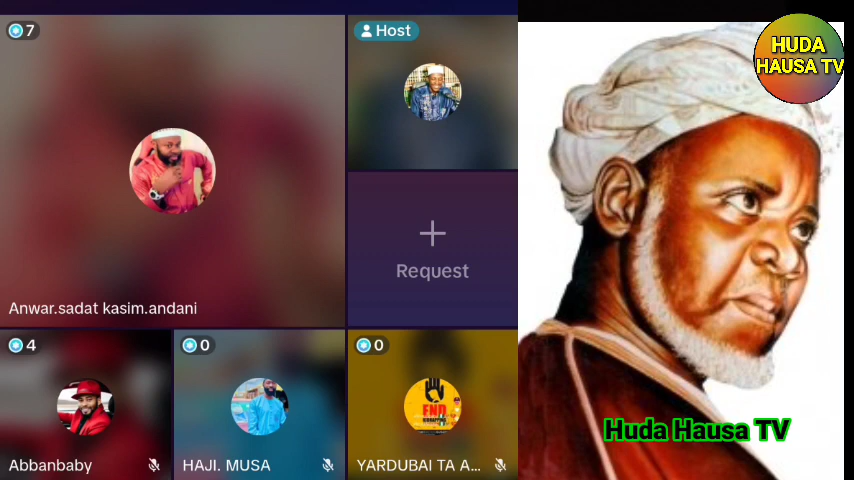 7
Host
HUDA
HAUSA TV
Request
Anwar.sadat kasim.andani
4
0
0
END
Abbanbaby
HAJI. MUSA
YARDUBAI TA A...
Huda Hausa TV